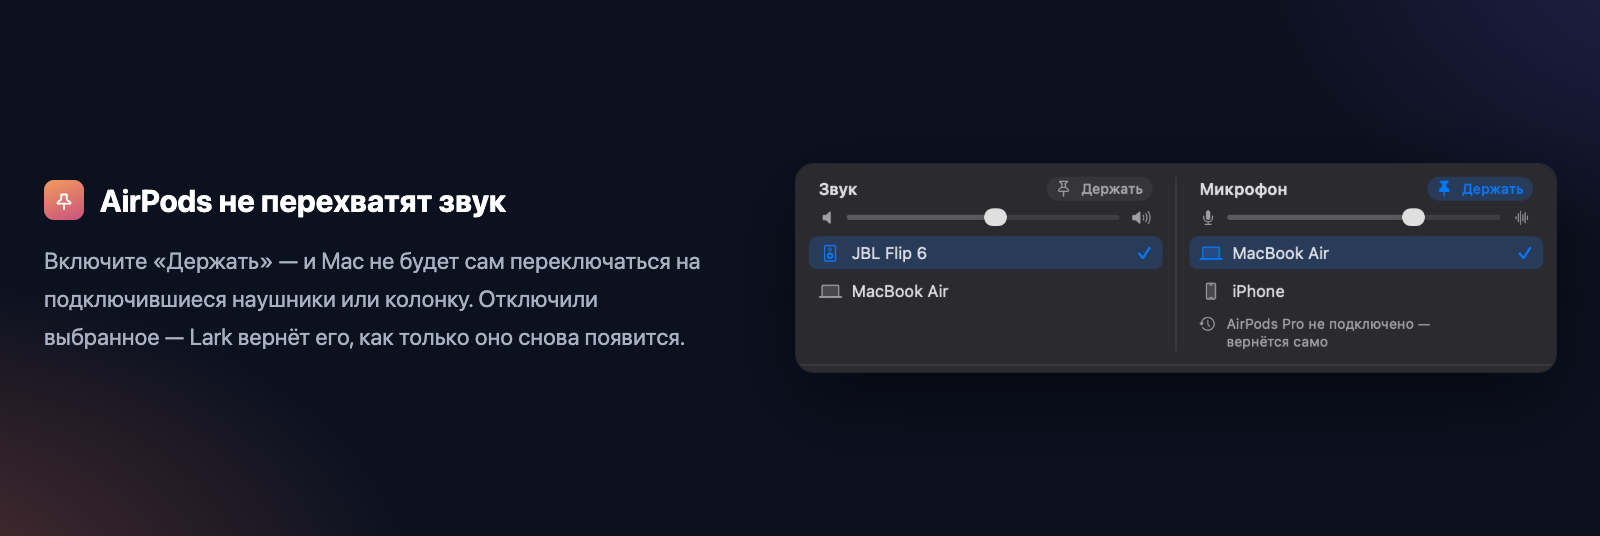 AirPods не перехватят звук
Включите «Держать» — и Mac не будет сам переключаться на
подключившиеся наушники или колонку. Отключили
выбранное — Lark вернёт его, как только оно снова появится.
Звук
Держать
JBL Flip 6
MacBook Air
Микрофон
Держать
MacBook Air
iPhone
AirPods Pro не подключено —
вернётся само